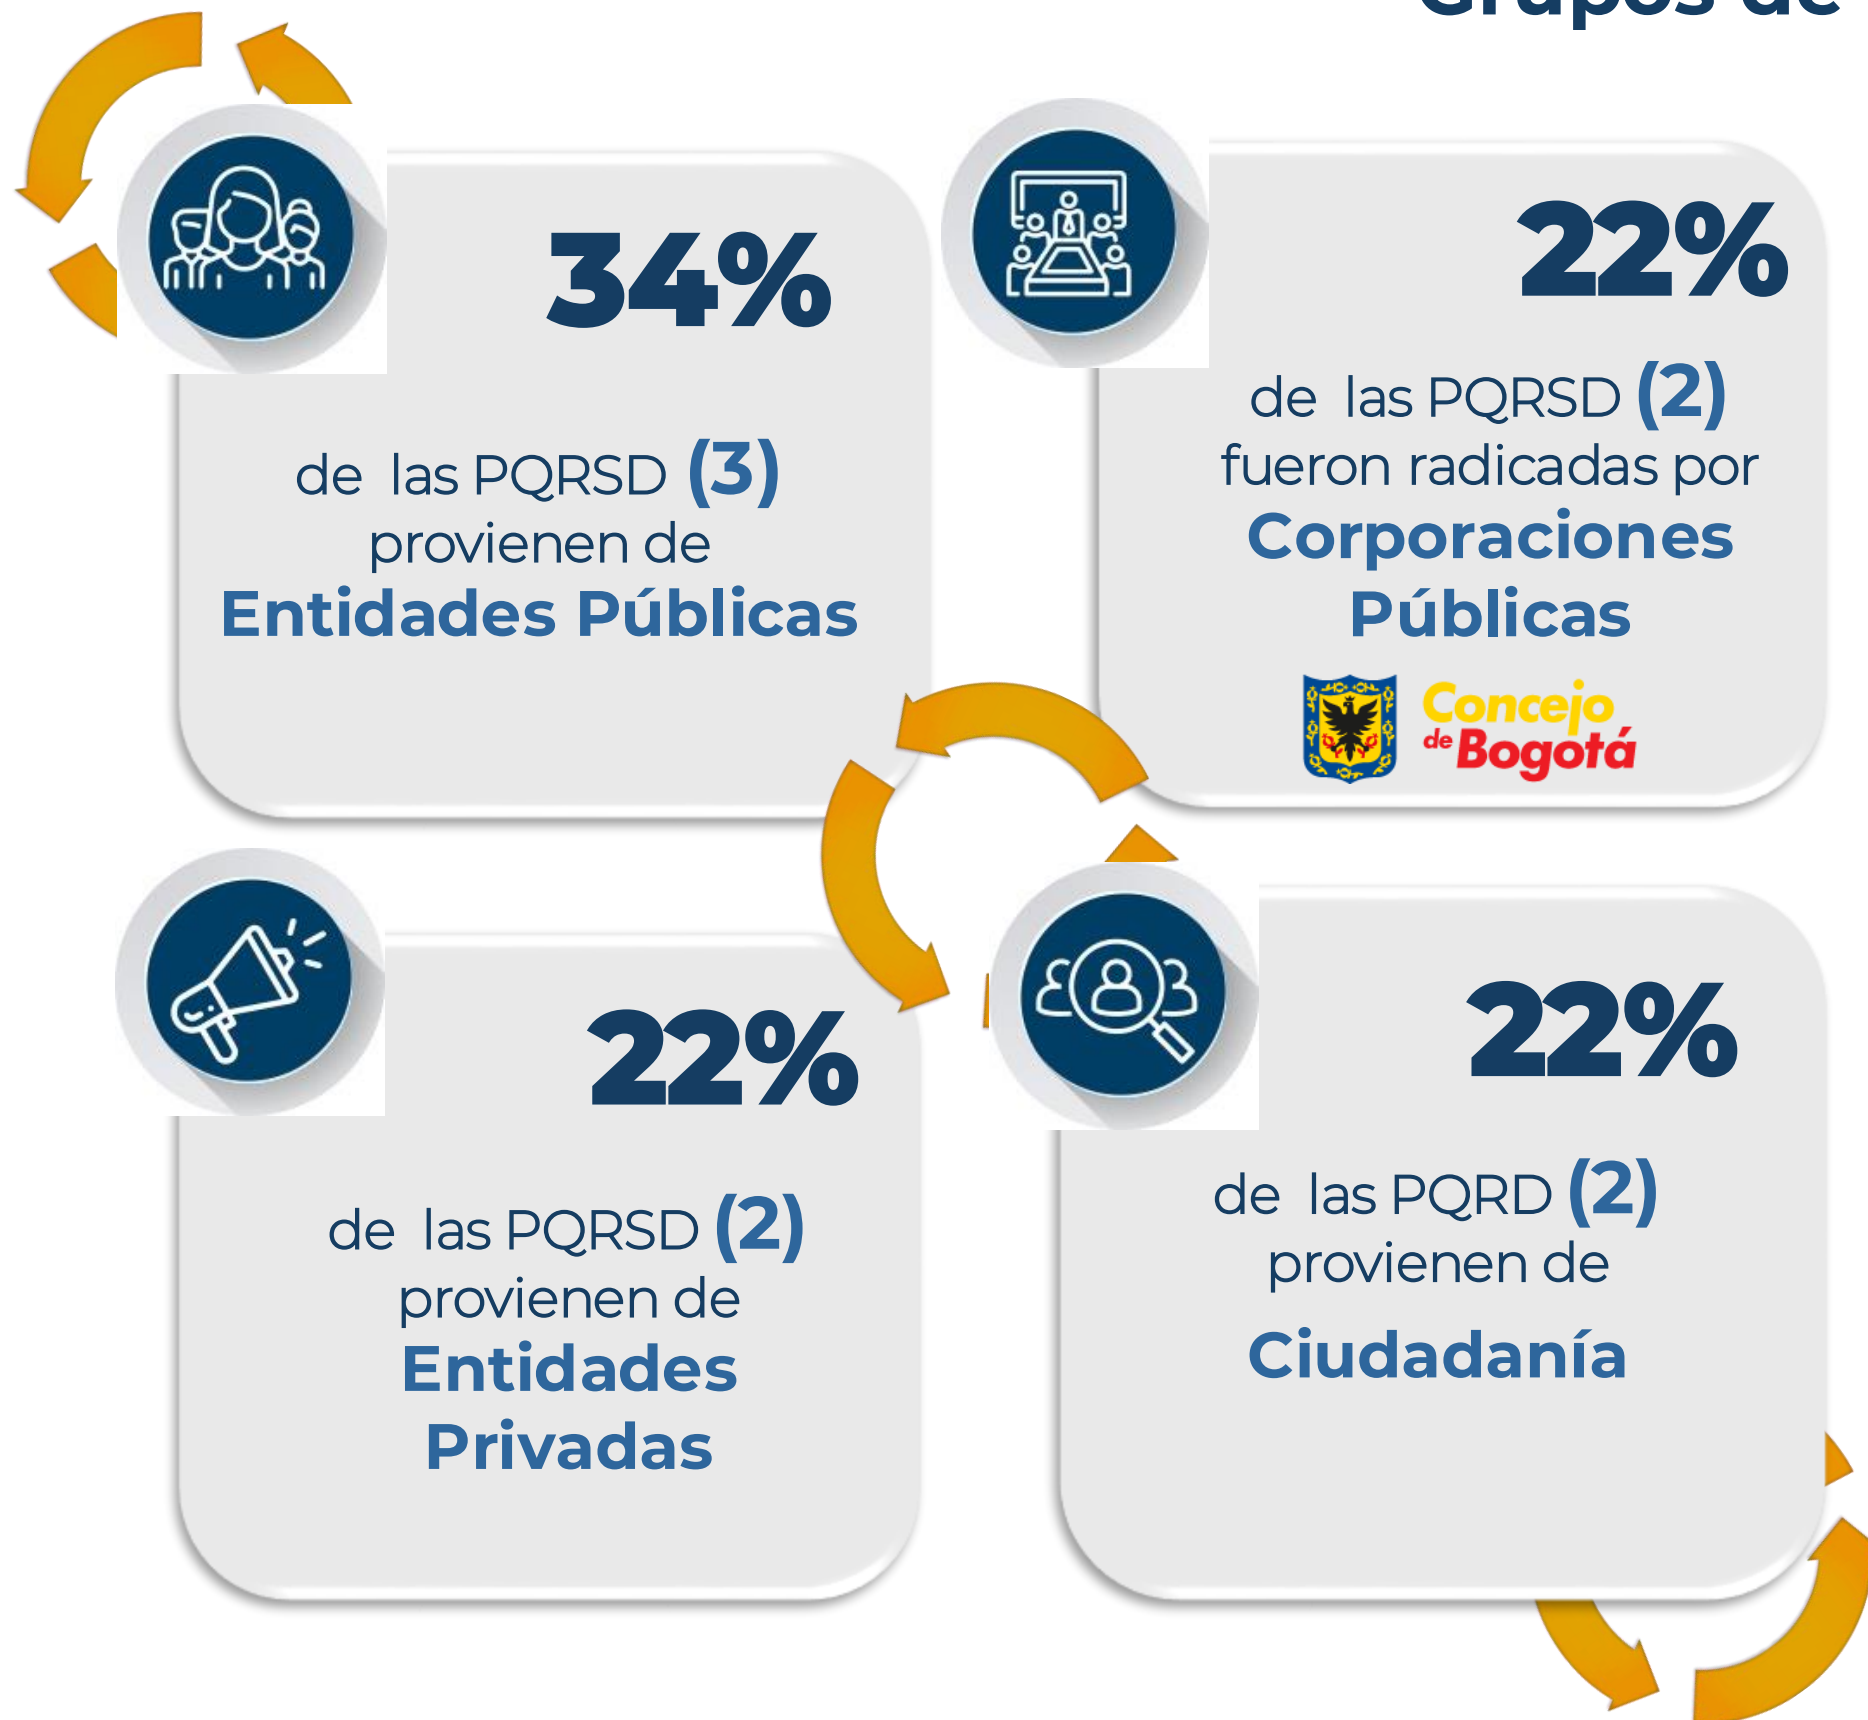 Grupos de
34%
de las PQRSD (3)
provienen de
Entidades Públicas
22%
de las PQRSD (2)
fueron radicadas por
Corporaciones
Públicas
Concejo
de Bogotá
22%
de las PQRSD (2)
provienen de
Entidades
Privadas
22%
de las PQRD (2)
provienen de
Ciudadanía